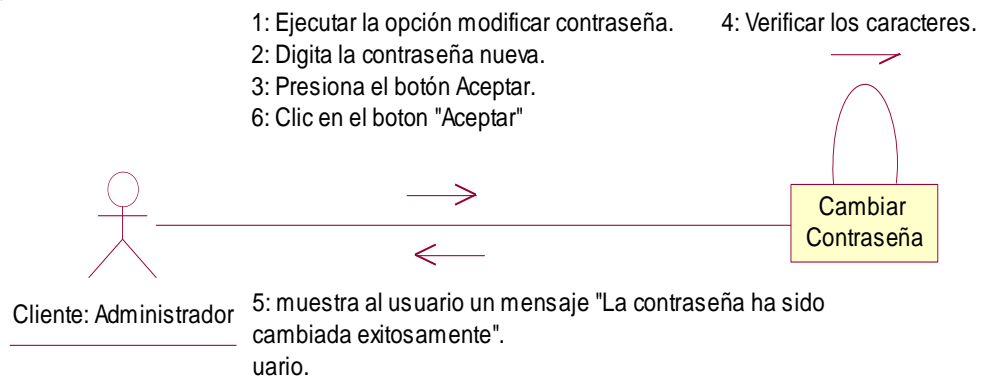 1: Ejecutar la opción modificar contraseña.
2: Digita la contraseña nueva.
3: Presiona el botón Aceptar.
6: Clic en el boton "Aceptar"
4: Verificar los caracteres.
Cambiar
Contraseña
Cliente: Administrador
5: muestra al usuario un mensaje "La contraseña ha sido
cambiada exitosamente".
uario.